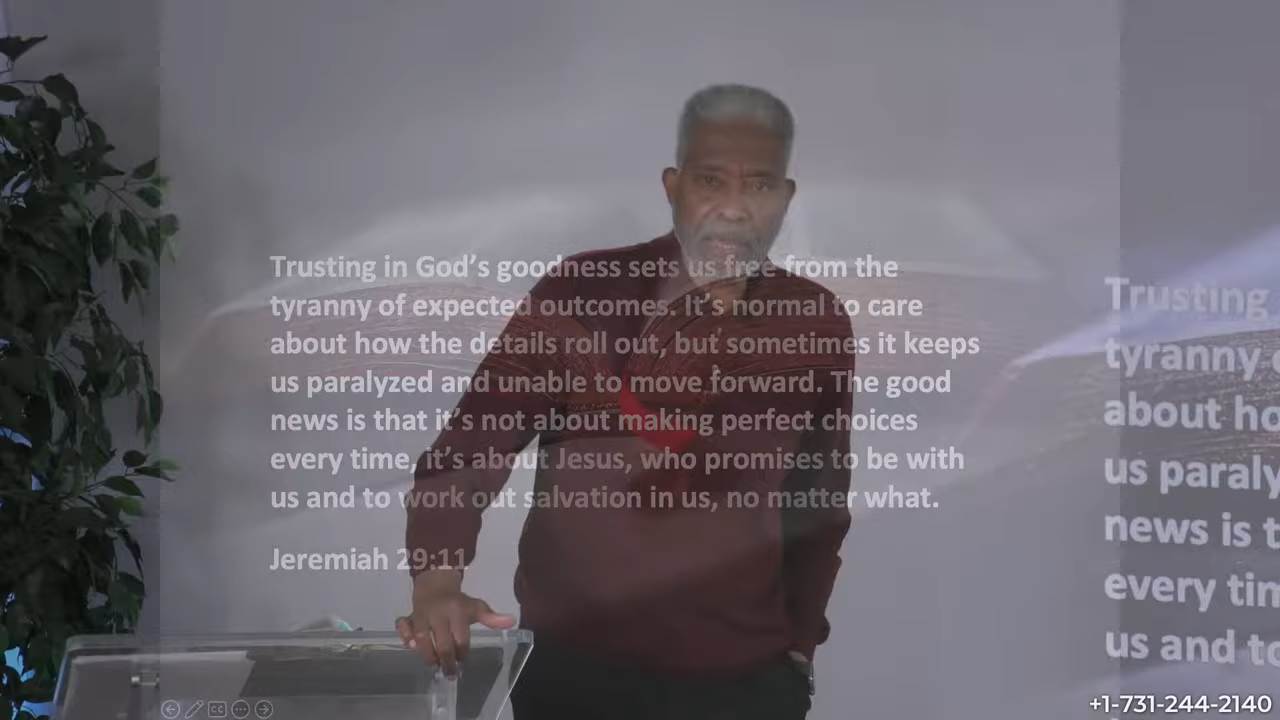 Trusting in God’s goodness sets us free from the
tyranny of expected outcomes. It’s normal to care
about how the details roll out, but sometimes it keeps
us paralyzed and unable to move forward. The good
news is that it’s not about making perfect choices
every time, it’s about Jesus, who promises to be with
us and to work out salvation in us, no matter what.
Jeremiah 29:11
Trusting
tyranny
about ho
us paraly
news is t
every tim
us and to
CC
+1-731-244-2140